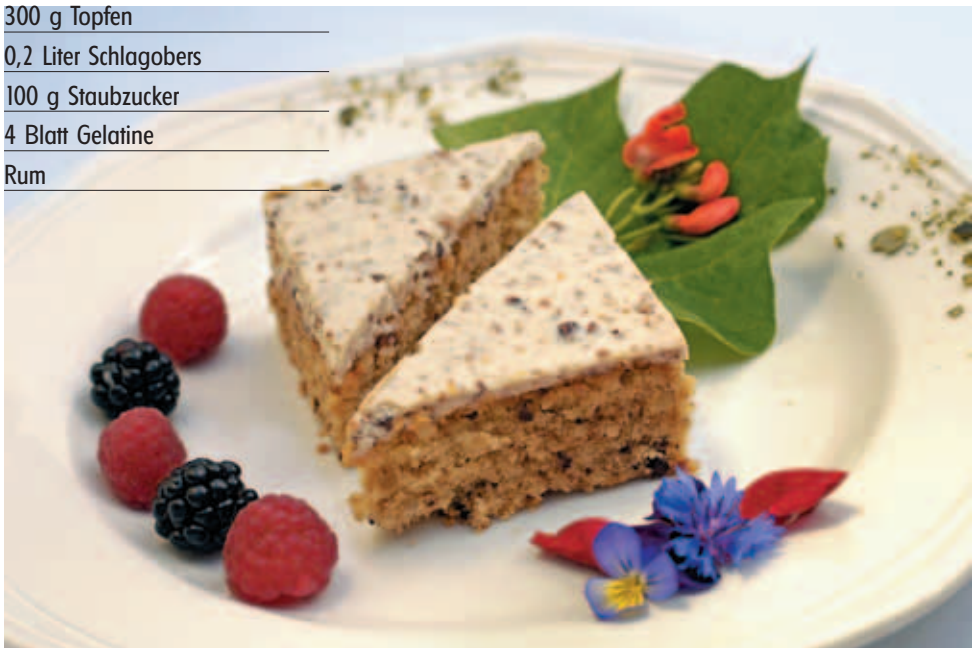 300 g Topfen
0,2 Liter Schlagobers
100 g Staubzucker
4 Blatt Gelatine
Rum